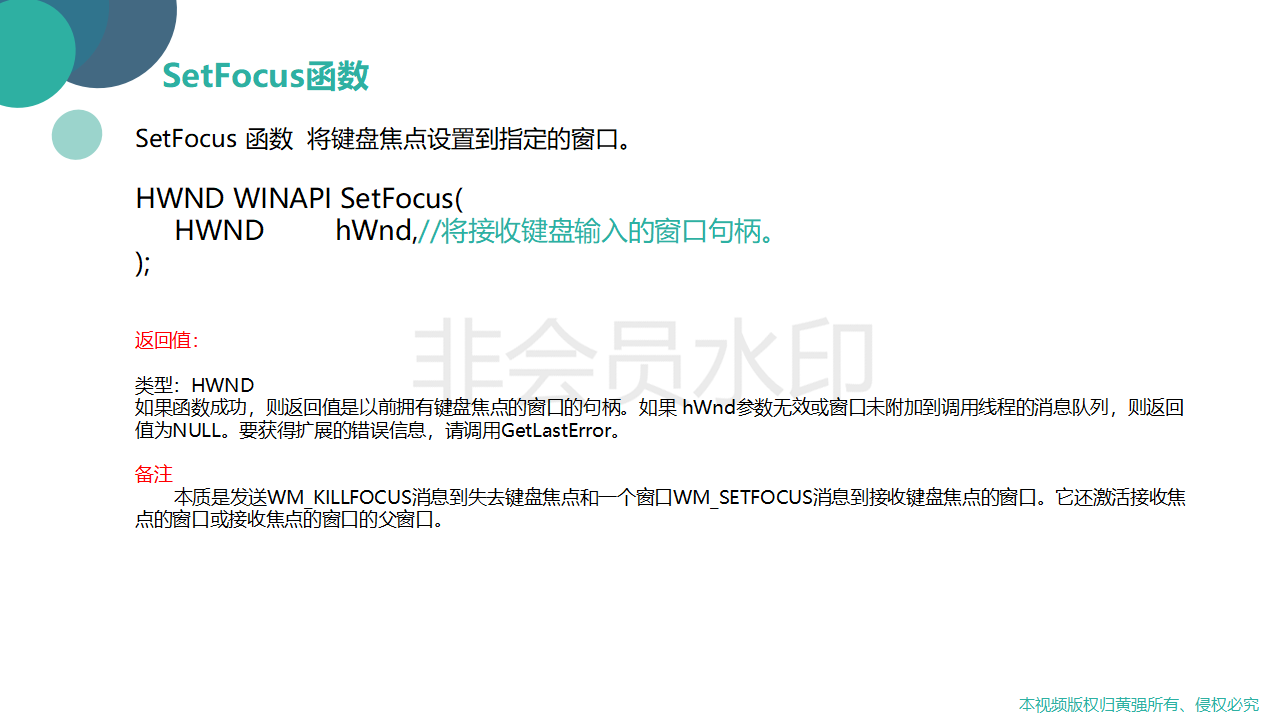 SetFocus函数
SetFocus 函数  将键盘焦点设置到指定的窗口。
HWND WINAPI SetFocus(
HWND hWnd,//将接收键盘输入的窗口句柄。
);
非会员水印
返回值：
类型：HWND
如果函数成功，则返回值是以前拥有键盘焦点的窗口的句柄。如果 hWnd参数无效或窗口未附加到调用线程的消息队列，则返回
值为NULL。要获得扩展的错误信息，请调用GetLastError。
备注
本质是发送WM_KILLFOCUS消息到失去键盘焦点和一个窗口WM_SETFOCUS消息到接收键盘焦点的窗口。它还激活接收焦
点的窗口或接收焦点的窗口的父窗口。
本视频版权归黄强所有、侵权必究